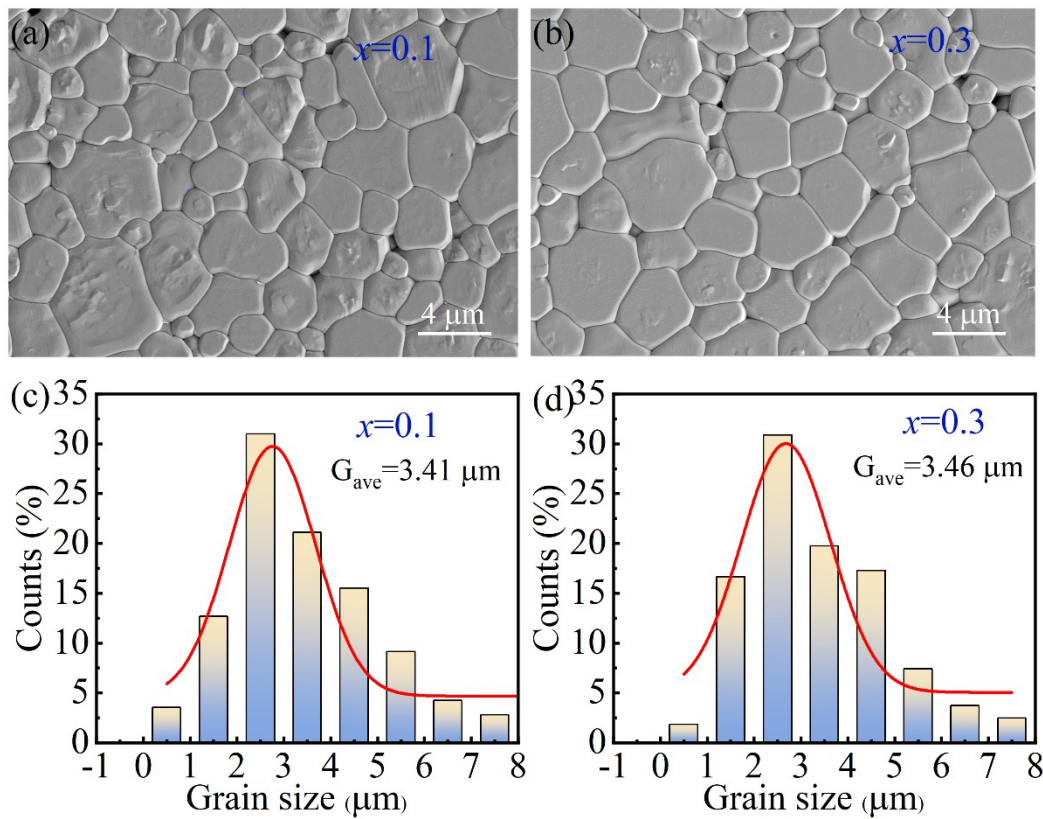 (a)
x=0.1
4 μm
(b)
x=0.3
4 μm
(c)
x=0.1
Gave=3.41 μm
Counts (%)
35
30
25
20
15
10
5
0
-1 0 1 2 3 4 5 6 7 8
Grain size (μm)
(d)
x=0.3
Gave=3.46 μm
Counts (%)
35
30
25
20
15
10
5
0
-1 0 1 2 3 4 5 6 7 8
Grain size (μm)